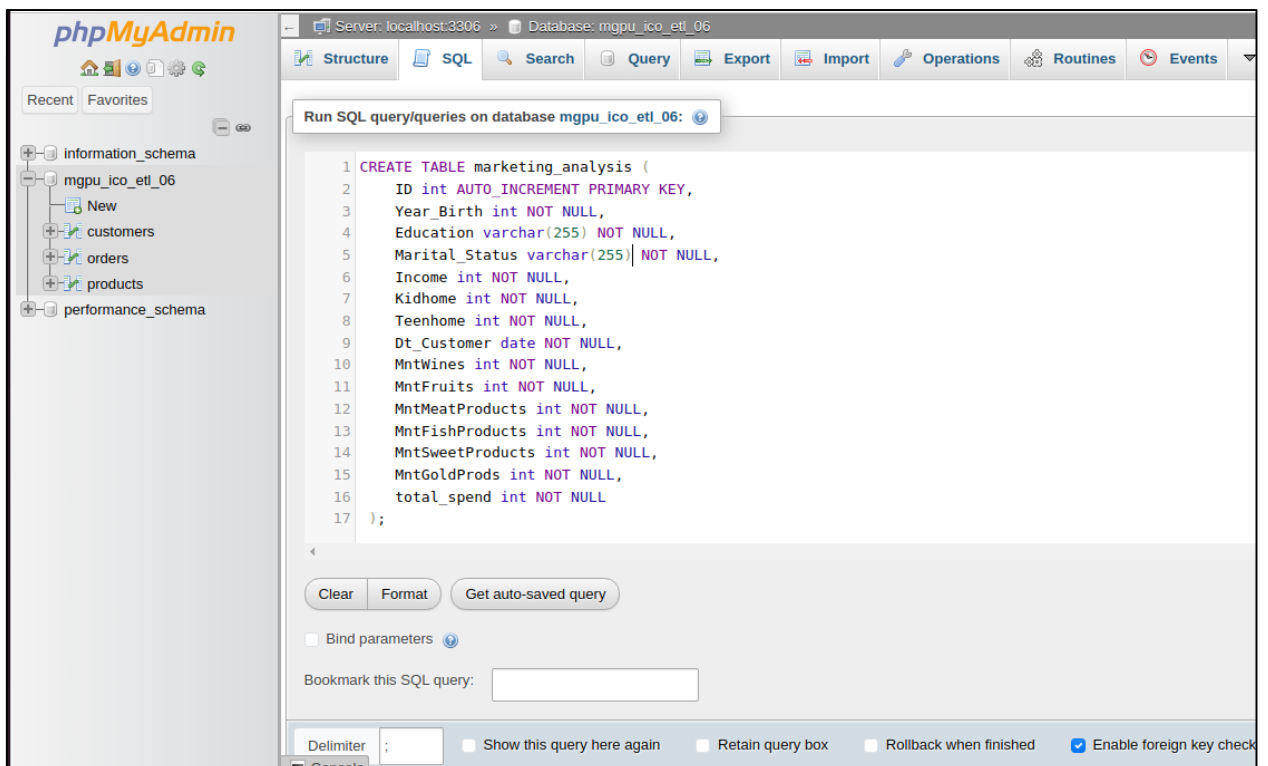 phpMyAdmin
Recent Favorites
information_schema
mgpu_ico_etl_06
New
customers
orders
products
performance_schema
Server: localhost:3306 » Database: mgpu_ico_etl_06
Structure SQL Search Query Export Import Operations Routines Events
Run SQL query/queries on database mgpu_ico_etl_06:
1 CREATE TABLE marketing_analysis (
2 ID int AUTO_INCREMENT PRIMARY KEY,
3 Year_Birth int NOT NULL,
4 Education varchar(255) NOT NULL,
5 Marital_Status varchar(255) NOT NULL,
6 Income int NOT NULL,
7 Kidhome int NOT NULL,
8 Teenhome int NOT NULL,
9 Dt_Customer date NOT NULL,
10 MntWines int NOT NULL,
11 MntFruits int NOT NULL,
12 MntMeatProducts int NOT NULL,
13 MntFishProducts int NOT NULL,
14 MntSweetProducts int NOT NULL,
15 MntGoldProds int NOT NULL,
16 total_spend int NOT NULL
17 );
Clear Format Get auto-saved query
Bind parameters
Bookmark this SQL query:
Delimiter ; Show this query here again Retain query box Rollback when finished Enable foreign key check
Console